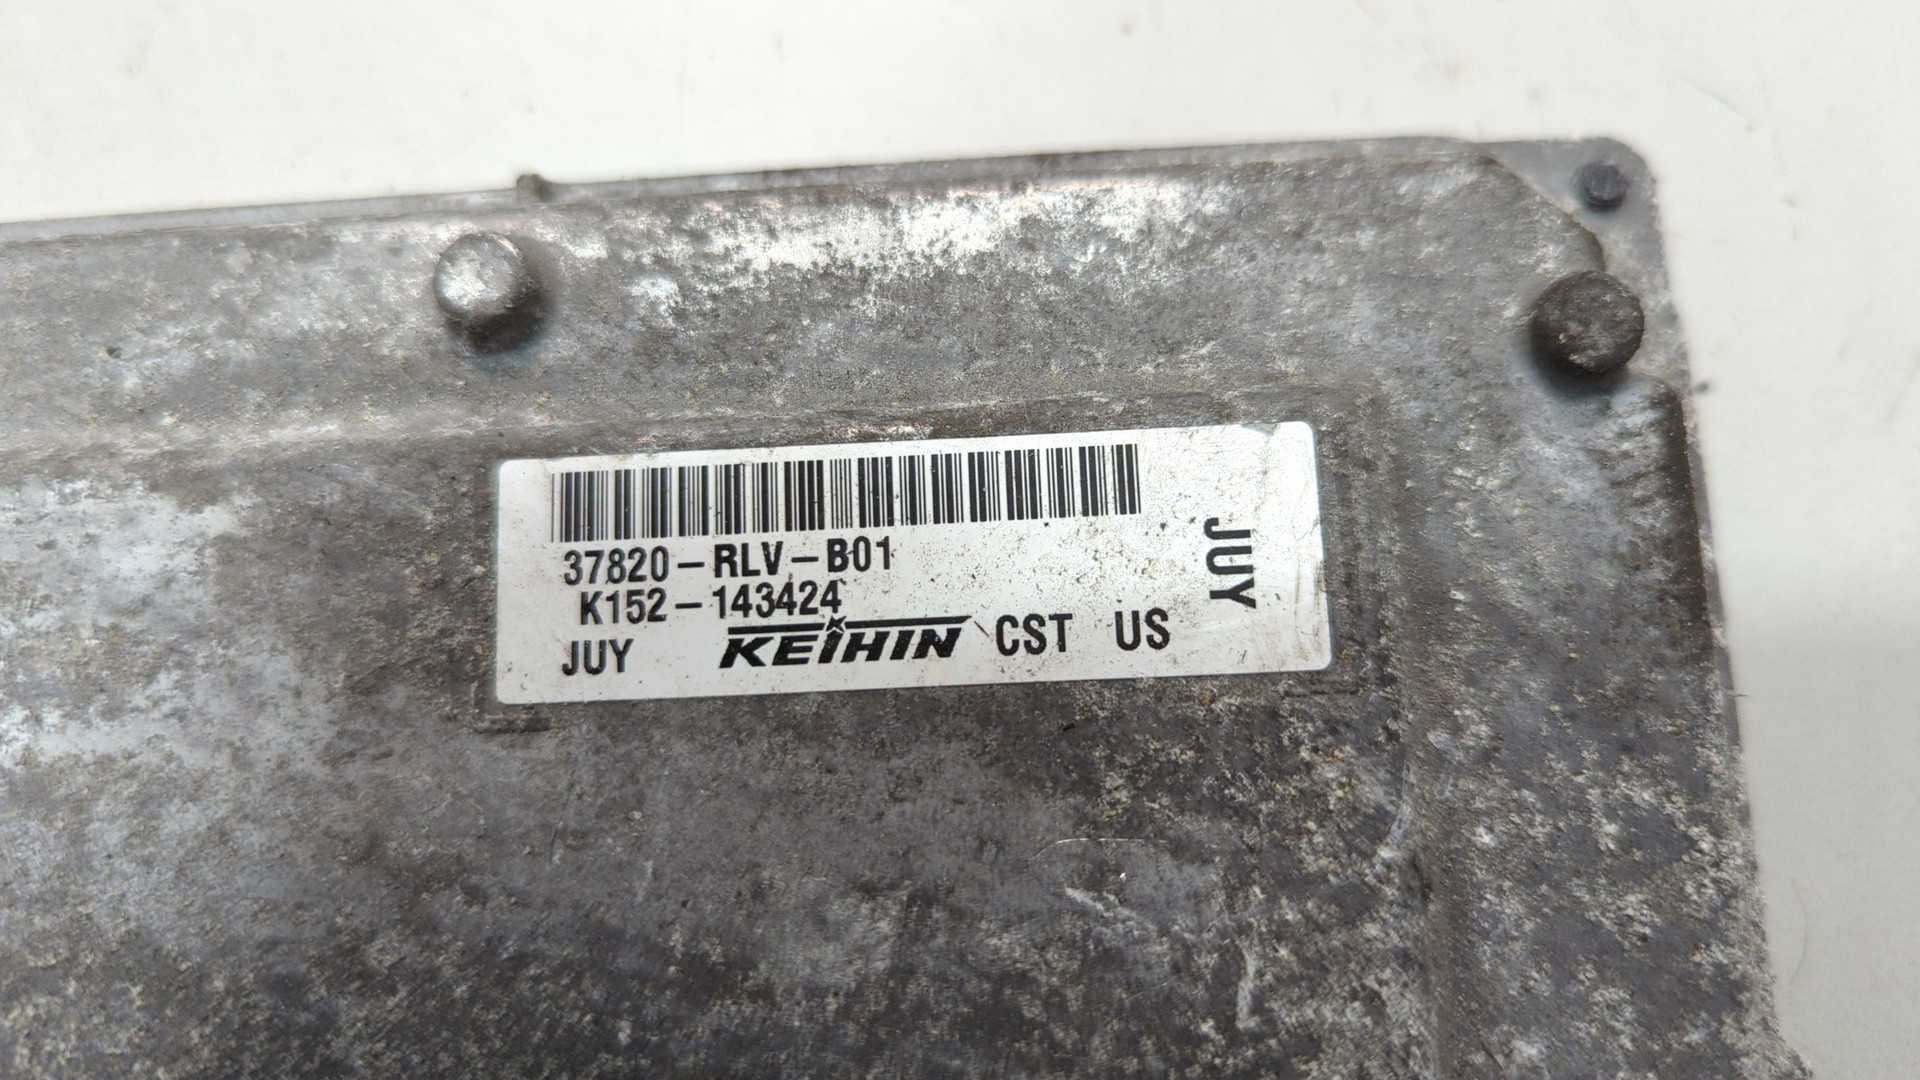 37820-RLV-B01
K152-143424
JUY KEIHIN CST US
JUY